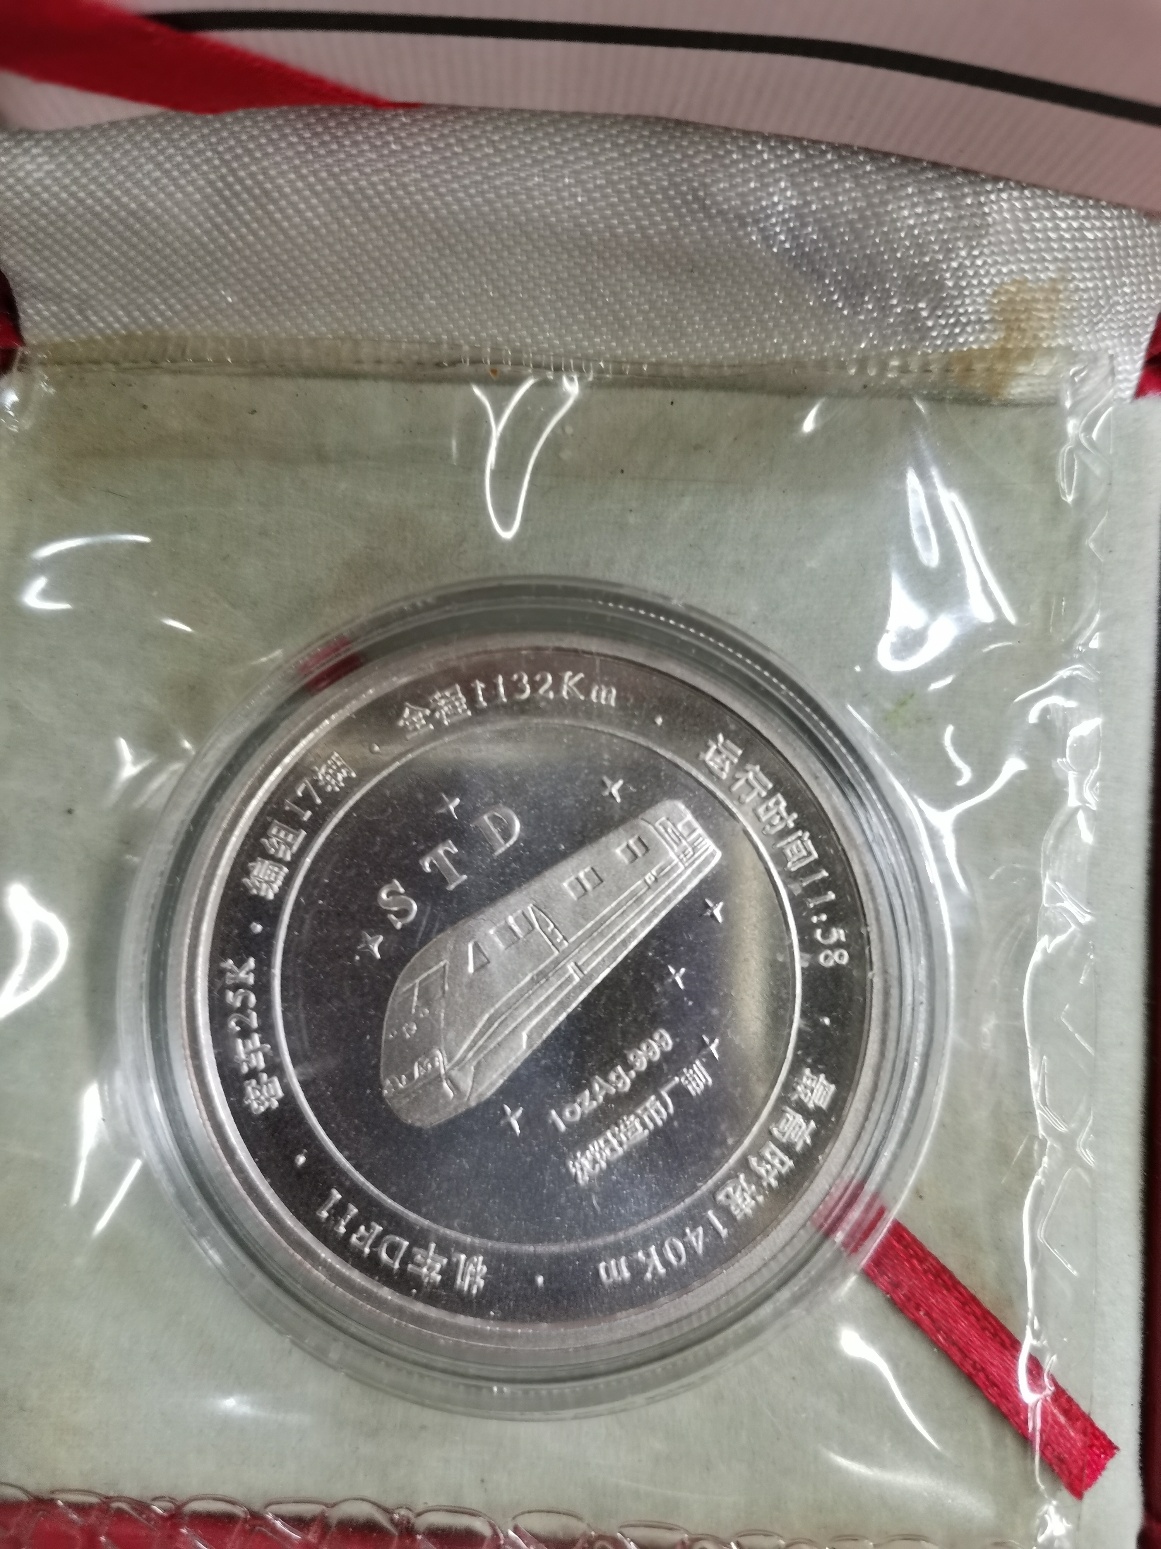 机车DF11 · 客车25K · 编组17辆 · 全程1132Km · 运行时间11:58 · 最高时速140Km ·
STD
1ozAg.999
沈阳造币厂